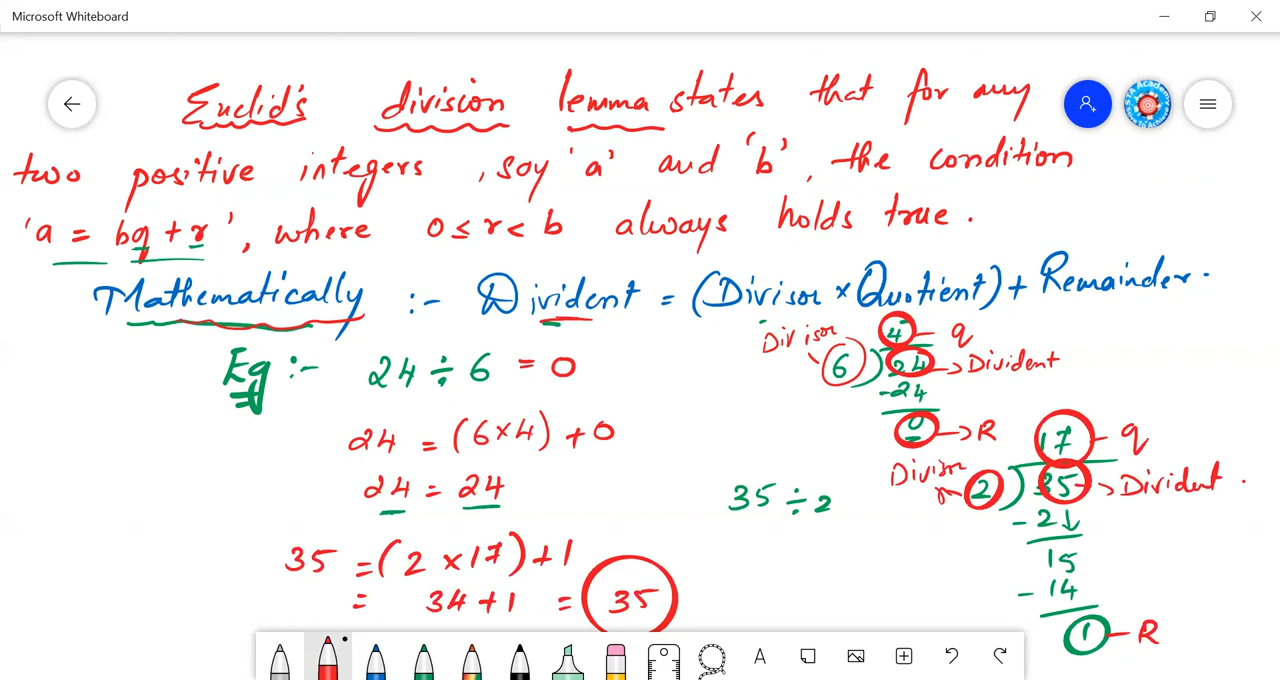 Microsoft Whiteboard
Euclid's division lemma states that for any
two positive integers, say 'a' and 'b', the condition
'a = bq + r', where 0 ≤ r < b always holds true.
Mathematically :- Divident = (Divisor × Quotient) + Remainder.
Eg :- 24 ÷ 6 = 0
24 = (6×4) + 0
24 = 24
35 = (2 × 17) + 1
= 34 + 1 = 35
4 - q
Divisor 6 ) 24 → Divident
-24
0 → R
35 ÷ 2
17 - q
Divisor 2 ) 35 → Divident.
- 2↓
15
- 14
1 - R
A